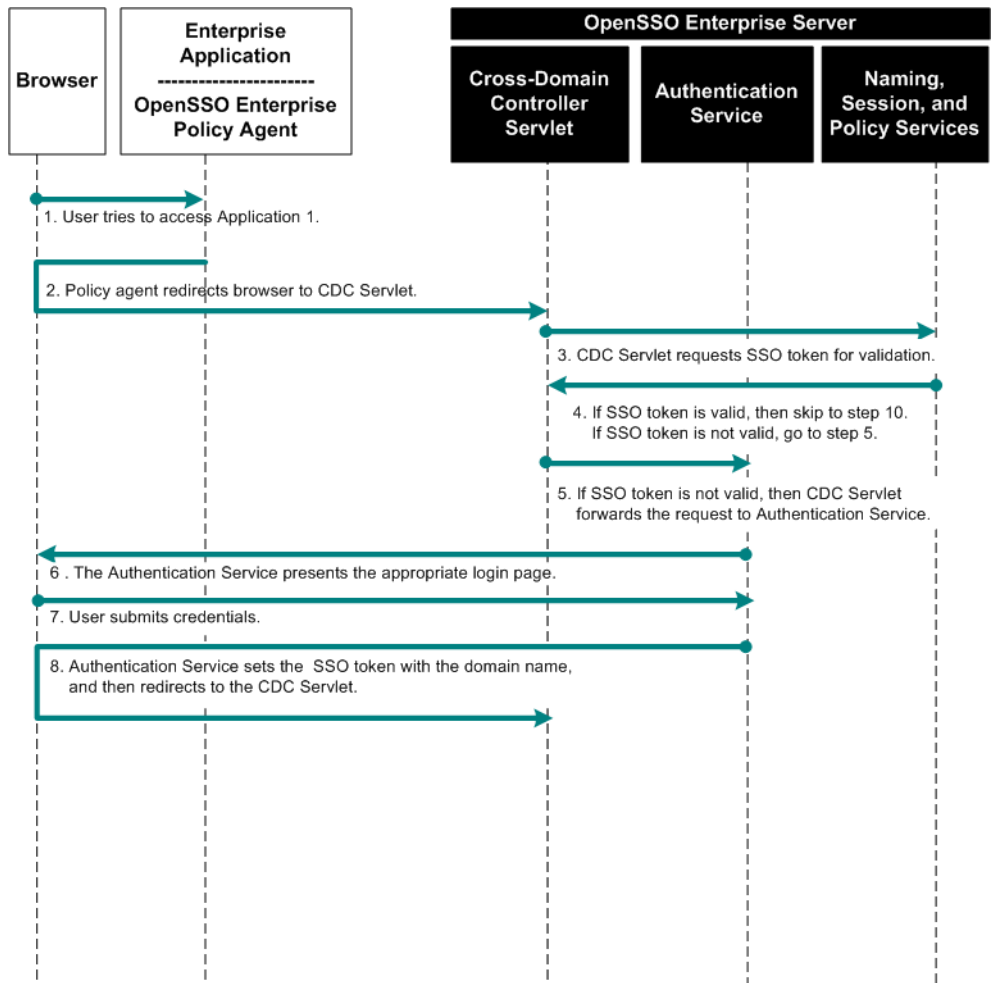 Browser
Enterprise
Application
-----------------------
OpenSSO Enterprise
Policy Agent
OpenSSO Enterprise Server
Cross-Domain
Controller
Servlet
Authentication
Service
Naming,
Session, and
Policy Services
1. User tries to access Application 1.
2. Policy agent redirects browser to CDC Servlet.
3. CDC Servlet requests SSO token for validation.
4. If SSO token is valid, then skip to step 10.
If SSO token is not valid, go to step 5.
5. If SSO token is not valid, then CDC Servlet
forwards the request to Authentication Service.
6 . The Authentication Service presents the appropriate login page.
7. User submits credentials.
8. Authentication Service sets the SSO token with the domain name,
and then redirects to the CDC Servlet.